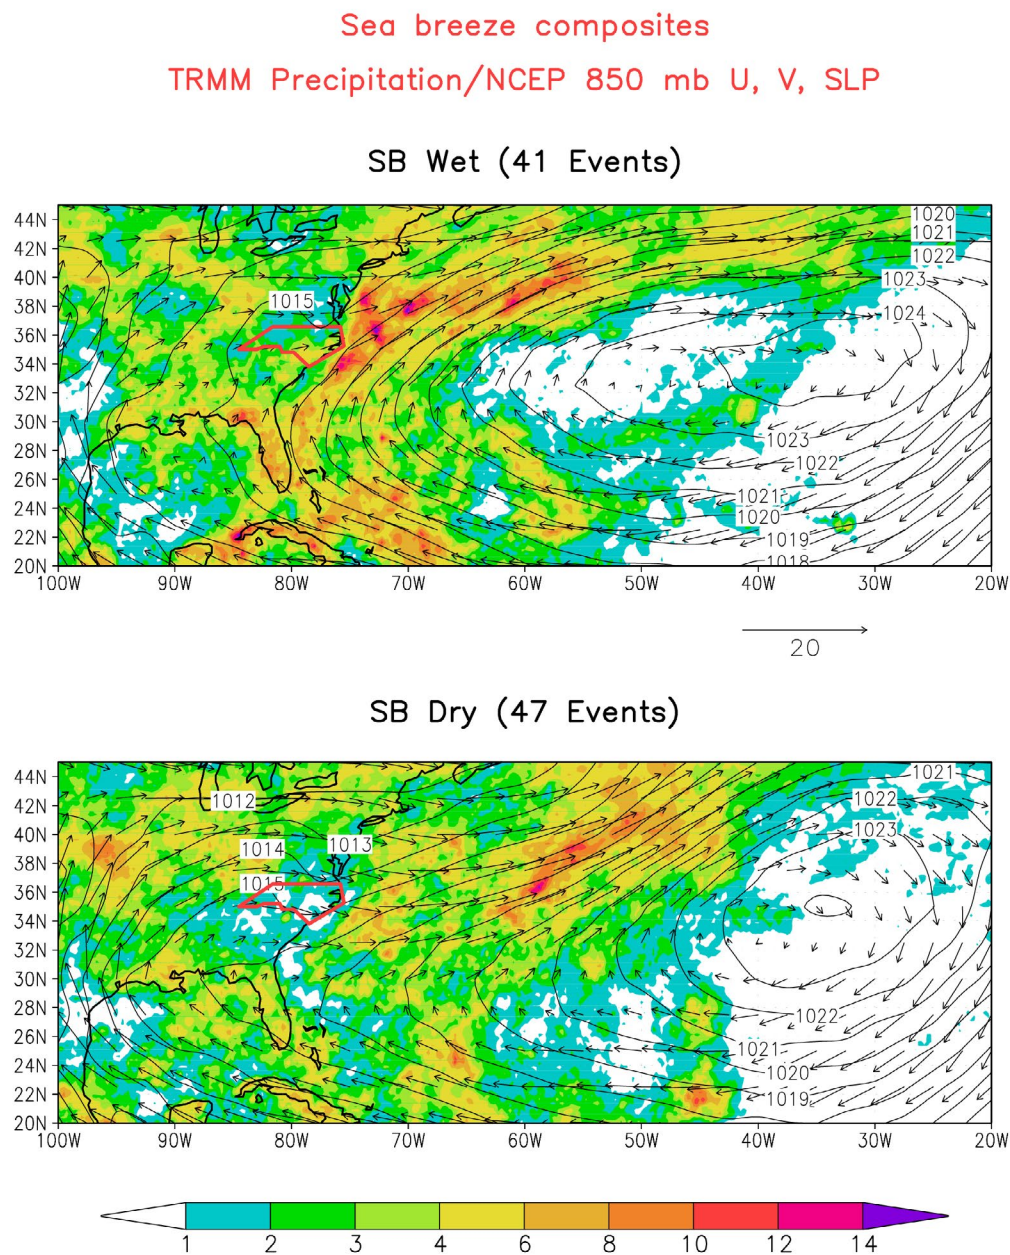 Sea breeze composites
TRMM Precipitation/NCEP 850 mb U, V, SLP
SB Wet (41 Events)
44N
42N
40N
38N
36N
34N
32N
30N
28N
26N
24N
22N
20N
1020
1021
1022
1023
1024
1015
1023
1022
1021
1020
1019
1018
100W 90W 80W 70W 60W 50W 40W 30W 20W
20
SB Dry (47 Events)
44N
42N
40N
38N
36N
34N
32N
30N
28N
26N
24N
22N
20N
1021
1022
1012
1023
1014
1013
1015
1022
1021
1020
1019
100W 90W 80W 70W 60W 50W 40W 30W 20W
1 2 3 4 6 8 10 12 14